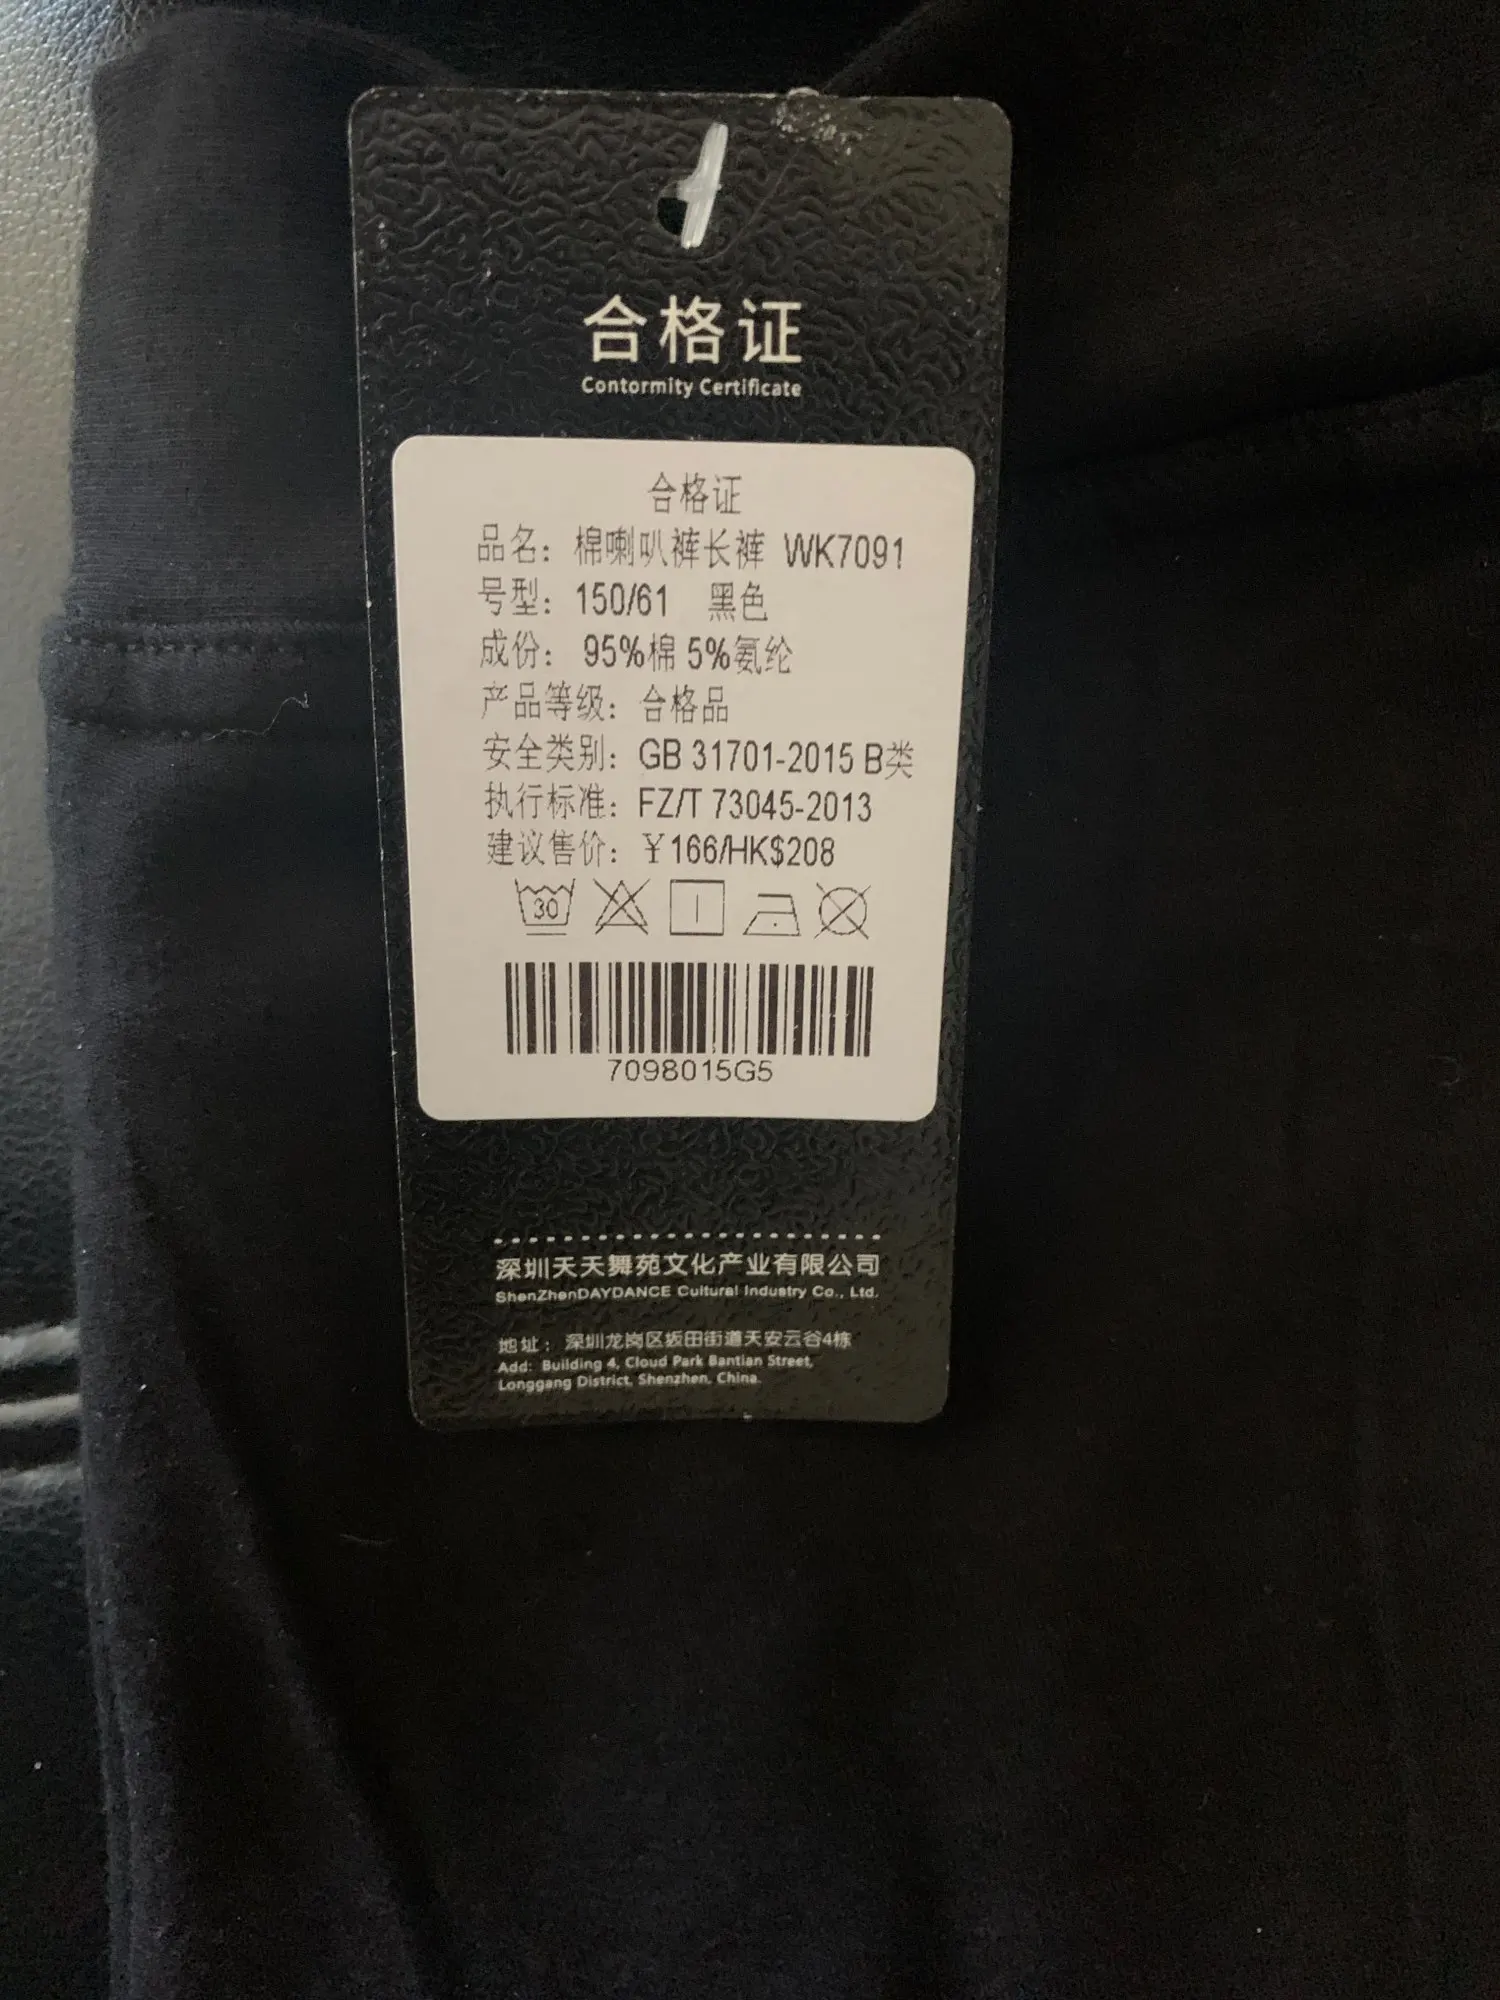 合格证
Contormity Certificate
合格证
品名：棉喇叭裤长裤 WK7091
号型：150/61 黑色
成份：95%棉 5%氨纶
产品等级：合格品
安全类别：GB 31701-2015 B类
执行标准：FZ/T 73045-2013
建议售价：￥166/HK$208
30
7098015G5
深圳天天舞苑文化产业有限公司
ShenZhenDAYDANCE Cultural Industry Co., Ltd.
地址：深圳龙岗区坂田街道天安云谷4栋
Add: Building 4, Cloud Park Bantian Street,
Longgang District, Shenzhen, China.